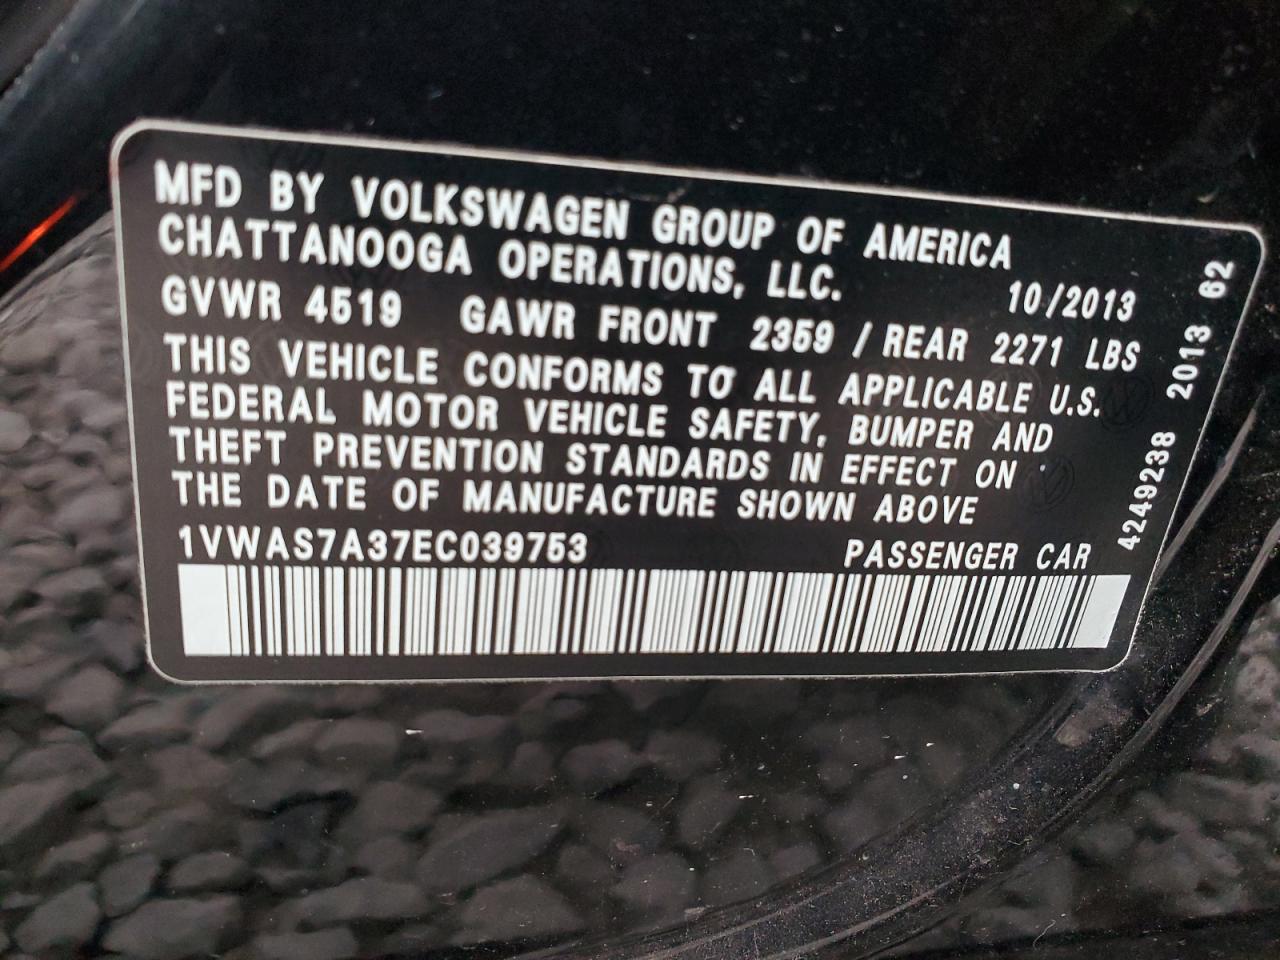 MFD BY VOLKSWAGEN GROUP OF AMERICA
CHATTANOOGA OPERATIONS, LLC.
10/2013
GVWR 4519 GAWR FRONT 2359 / REAR 2271 LBS
THIS VEHICLE CONFORMS TO ALL APPLICABLE U.S.
FEDERAL MOTOR VEHICLE SAFETY, BUMPER AND
THEFT PREVENTION STANDARDS IN EFFECT ON
THE DATE OF MANUFACTURE SHOWN ABOVE
1VWAS7A37EC039753 PASSENGER CAR
4249238 2013 62